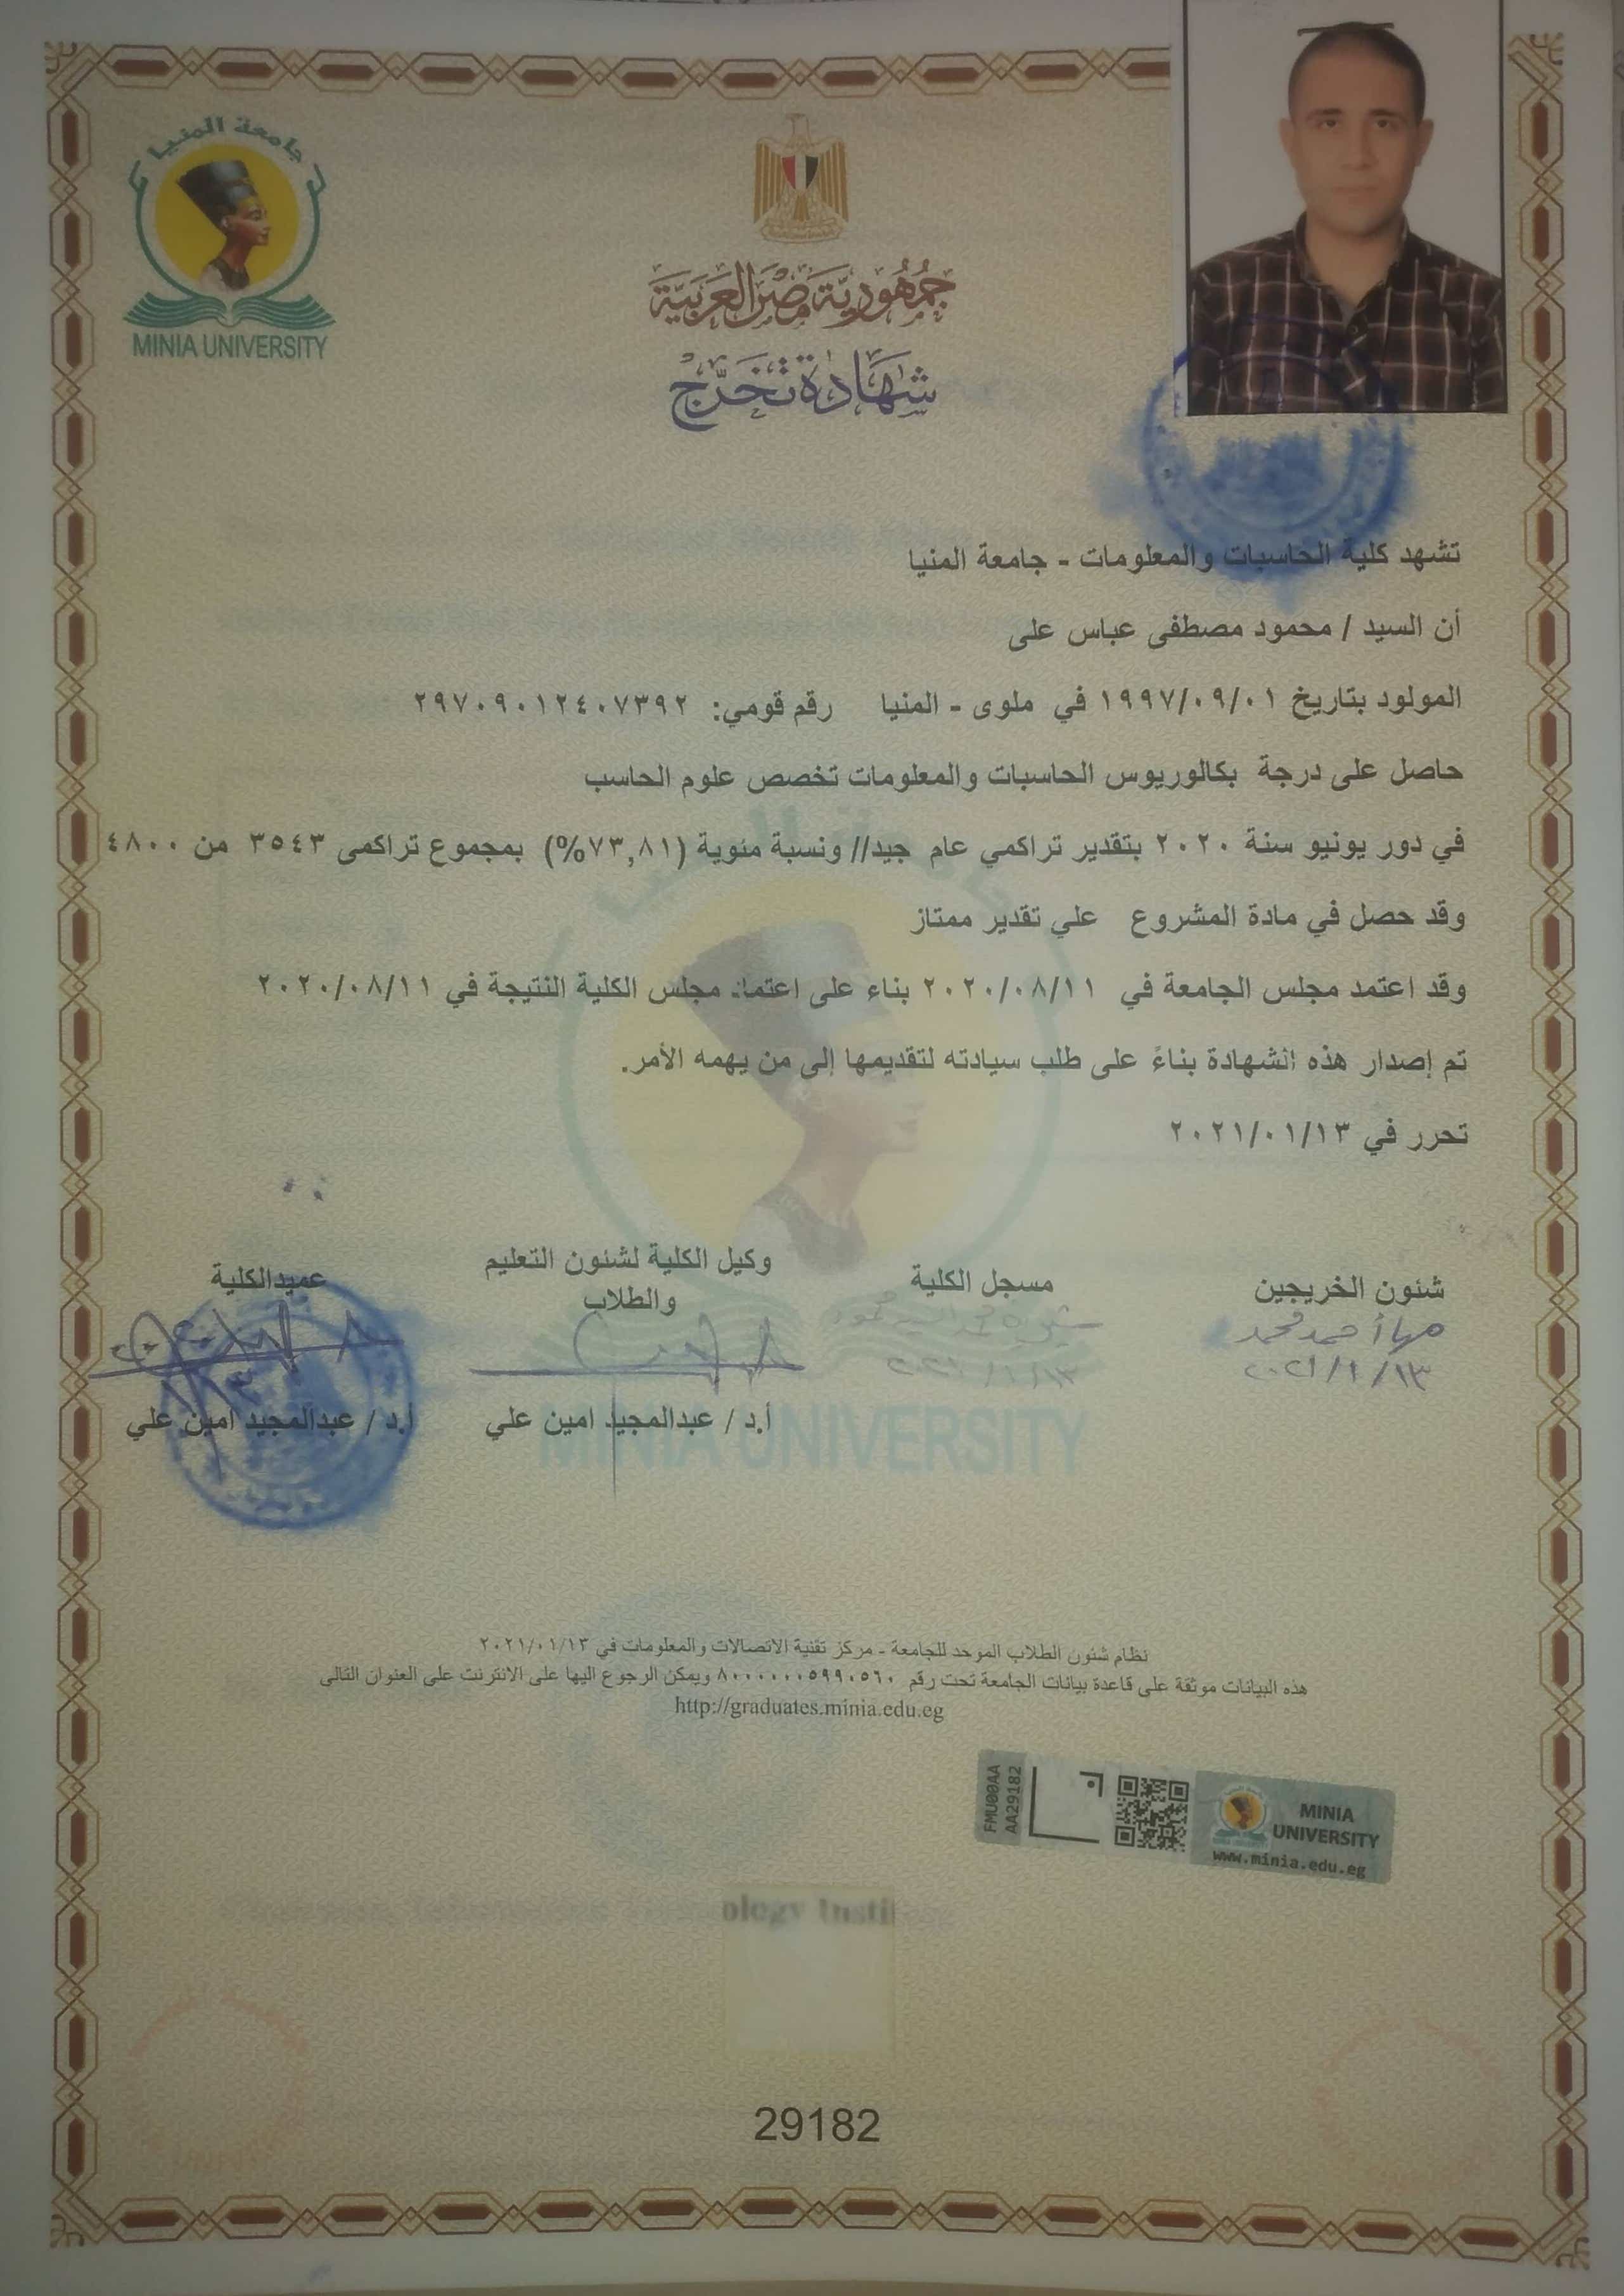 جامعة المنيا
MINIA UNIVERSITY
جمهورية مصر العربية
شهادة تخرج
تشهد كلية الحاسبات والمعلومات - جامعة المنيا
أن السيد / محمود مصطفى عباس على
المولود بتاريخ ١٩٩٧/٠٩/٠١ في ملوى - المنيا رقم قومي: ٢٩٧٠٩٠١٢٤٠٧٣٩٢
حاصل على درجة بكالوريوس الحاسبات والمعلومات تخصص علوم الحاسب
في دور يونيو سنة ٢٠٢٠ بتقدير تراكمي عام جيد// ونسبة مئوية (٧٣,٨١%) بمجموع تراكمى ٣٥٤٣ من ٤٨٠٠
وقد حصل في مادة المشروع علي تقدير ممتاز
وقد اعتمد مجلس الجامعة في ٢٠٢٠/٠٨/١١ بناء على اعتماد مجلس الكلية النتيجة في ٢٠٢٠/٠٨/١١
تم إصدار هذه الشهادة بناءً على طلب سيادته لتقديمها إلى من يهمه الأمر.
تحرر في ٢٠٢١/٠١/١٣
شئون الخريجين
مها أحمد محمد
٢٠٢١/١/١٣
مسجل الكلية
٢٠٢١/١/١٣
وكيل الكلية لشئون التعليم
والطلاب
أ.د / عبدالمجيد امين علي
عميدالكلية
أ.د / عبدالمجيد امين علي
MINIA UNIVERSITY
نظام شئون الطلاب الموحد للجامعة - مركز تقنية الاتصالات والمعلومات في ٢٠٢١/٠١/١٣
هذه البيانات موثقة على قاعدة بيانات الجامعة تحت رقم ٨٠٠٠٠٠٠٥٩٩٠٥٦٠ ويمكن الرجوع اليها على الانترنت على العنوان التالى
http://graduates.minia.edu.eg
FMU00AA
AA29182
MINIA
UNIVERSITY
www.minia.edu.eg
29182